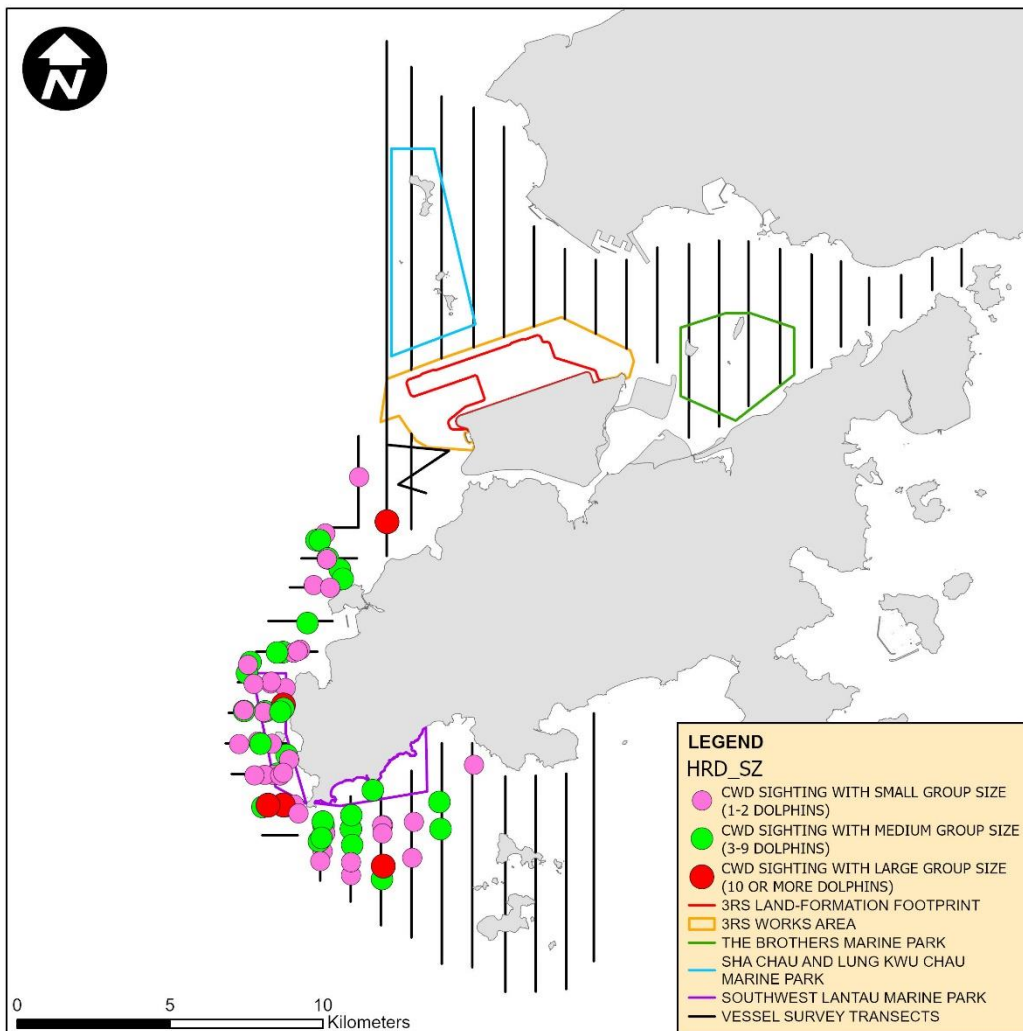 N
LEGEND
HRD_SZ
CWD SIGHTING WITH SMALL GROUP SIZE
(1-2 DOLPHINS)
CWD SIGHTING WITH MEDIUM GROUP SIZE
(3-9 DOLPHINS)
CWD SIGHTING WITH LARGE GROUP SIZE
(10 OR MORE DOLPHINS)
3RS LAND-FORMATION FOOTPRINT
3RS WORKS AREA
THE BROTHERS MARINE PARK
SHA CHAU AND LUNG KWU CHAU
MARINE PARK
SOUTHWEST LANTAU MARINE PARK
VESSEL SURVEY TRANSECTS
0 5 10
Kilometers